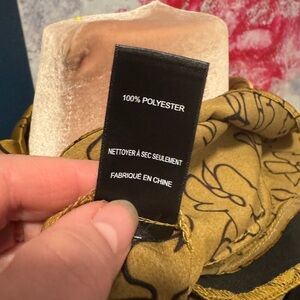 100% POLYESTER
NETTOYER À SEC SEULEMENT
FABRIQUÉ EN CHINE